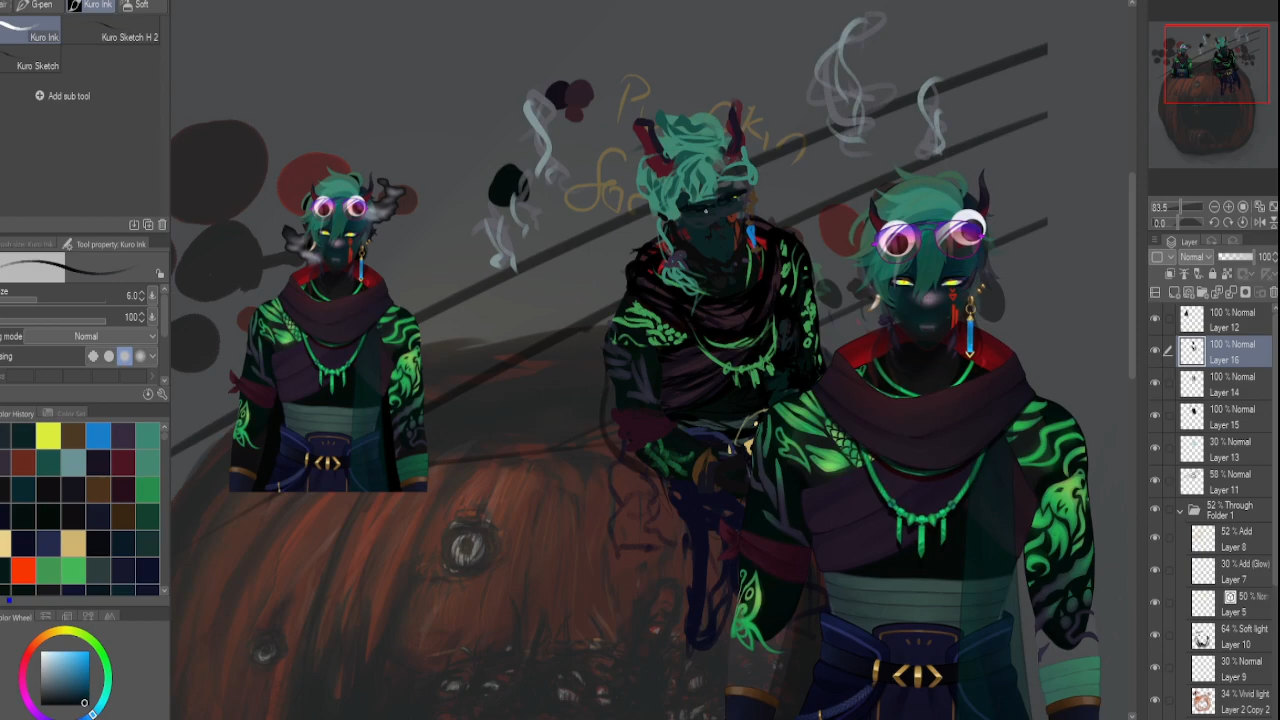 G-pen
Kuro Ink
Soft
Kuro Ink
Kuro Sketch H 2
Kuro Sketch
Add sub tool
Tool property: Kuro Ink
6.0
100
Normal
Color History
Color Set
Pumpkin
83.5
0.0
Layer
Normal
100
100 % Normal
Layer 12
100 % Normal
Layer 16
100 % Normal
Layer 14
100 % Normal
Layer 15
30 % Normal
Layer 13
58 % Normal
Layer 11
52 % Through
Folder 1
52 % Add
Layer 8
30 % Add (Glow)
Layer 7
50 % Nor
Layer 5
64 % Soft light
Layer 10
30 % Normal
Layer 9
34 % Vivid light
Layer 2 Copy 2